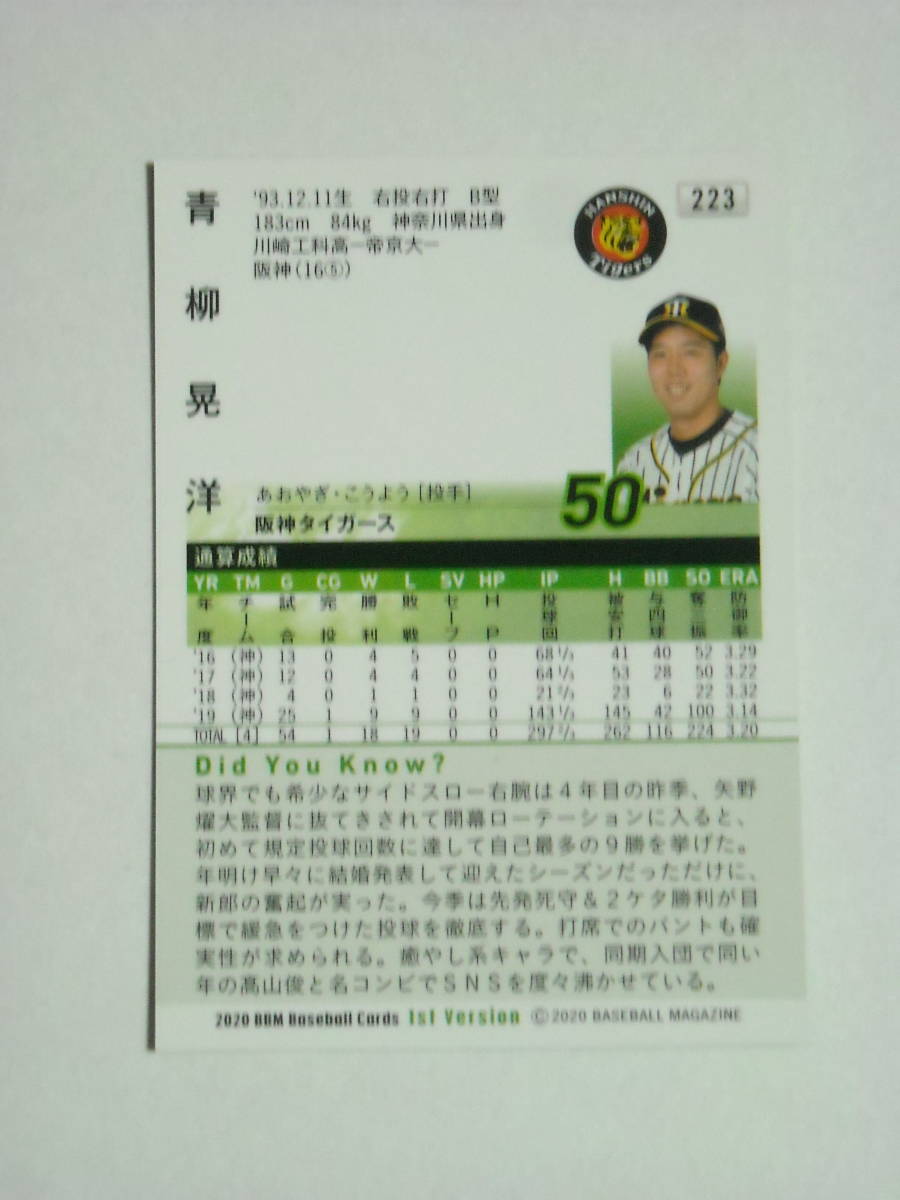 青柳晃洋
'93.12.11生 右投右打 B型
183cm 84kg 神奈川県出身
川崎工科高ー帝京大ー
阪神(16⑤)
HANSHIN
Tigers
223
あおやぎ・こうよう[投手]
阪神タイガース
50
通算成績
YR TM G CG W L SV HP IP H BB SO ERA
年度 チーム 試合 完投 勝利 敗戦 セーブ HP 投球回 被安打 与四球 奪三振 防御率
'16 (神) 13 0 4 5 0 0 68 1/3 41 40 52 3.29
'17 (神) 12 0 4 4 0 0 64 1/3 53 28 50 3.22
'18 (神) 4 0 1 1 0 0 21 2/3 23 6 22 3.32
'19 (神) 25 1 9 9 0 0 143 1/3 145 42 100 3.14
TOTAL [4] 54 1 18 19 0 0 297 2/3 262 116 224 3.20
Did You Know?
球界でも希少なサイドスロー右腕は4年目の昨季、矢野
燿大監督に抜てきされて開幕ローテーションに入ると、
初めて規定投球回数に達して自己最多の9勝を挙げた。
年明け早々に結婚発表して迎えたシーズンだっただけに、
新郎の奮起が実った。今季は先発死守&2ケタ勝利が目
標で緩急をつけた投球を徹底する。打席でのバントも確
実性が求められる。癒やし系キャラで、同期入団で同い
年の髙山俊と名コンビでSNSを度々沸かせている。
2020 BBM Baseball Cards 1st Version ©2020 BASEBALL MAGAZINE